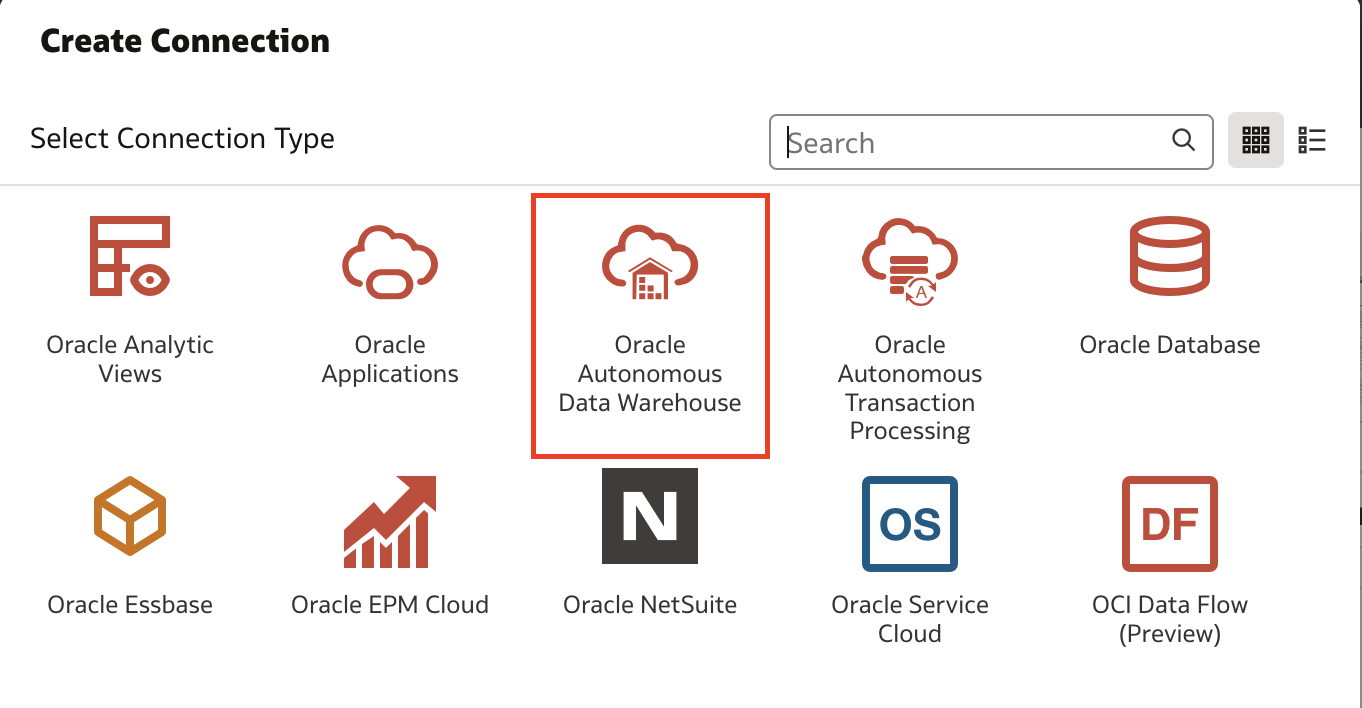 Create Connection
Select Connection Type
Search
Oracle Analytic
Views
Oracle
Applications
Oracle
Autonomous
Data Warehouse
A
Oracle
Autonomous
Transaction
Processing
Oracle Database
Oracle Essbase
Oracle EPM Cloud
N
Oracle NetSuite
OS
Oracle Service
Cloud
DF
OCI Data Flow
(Preview)